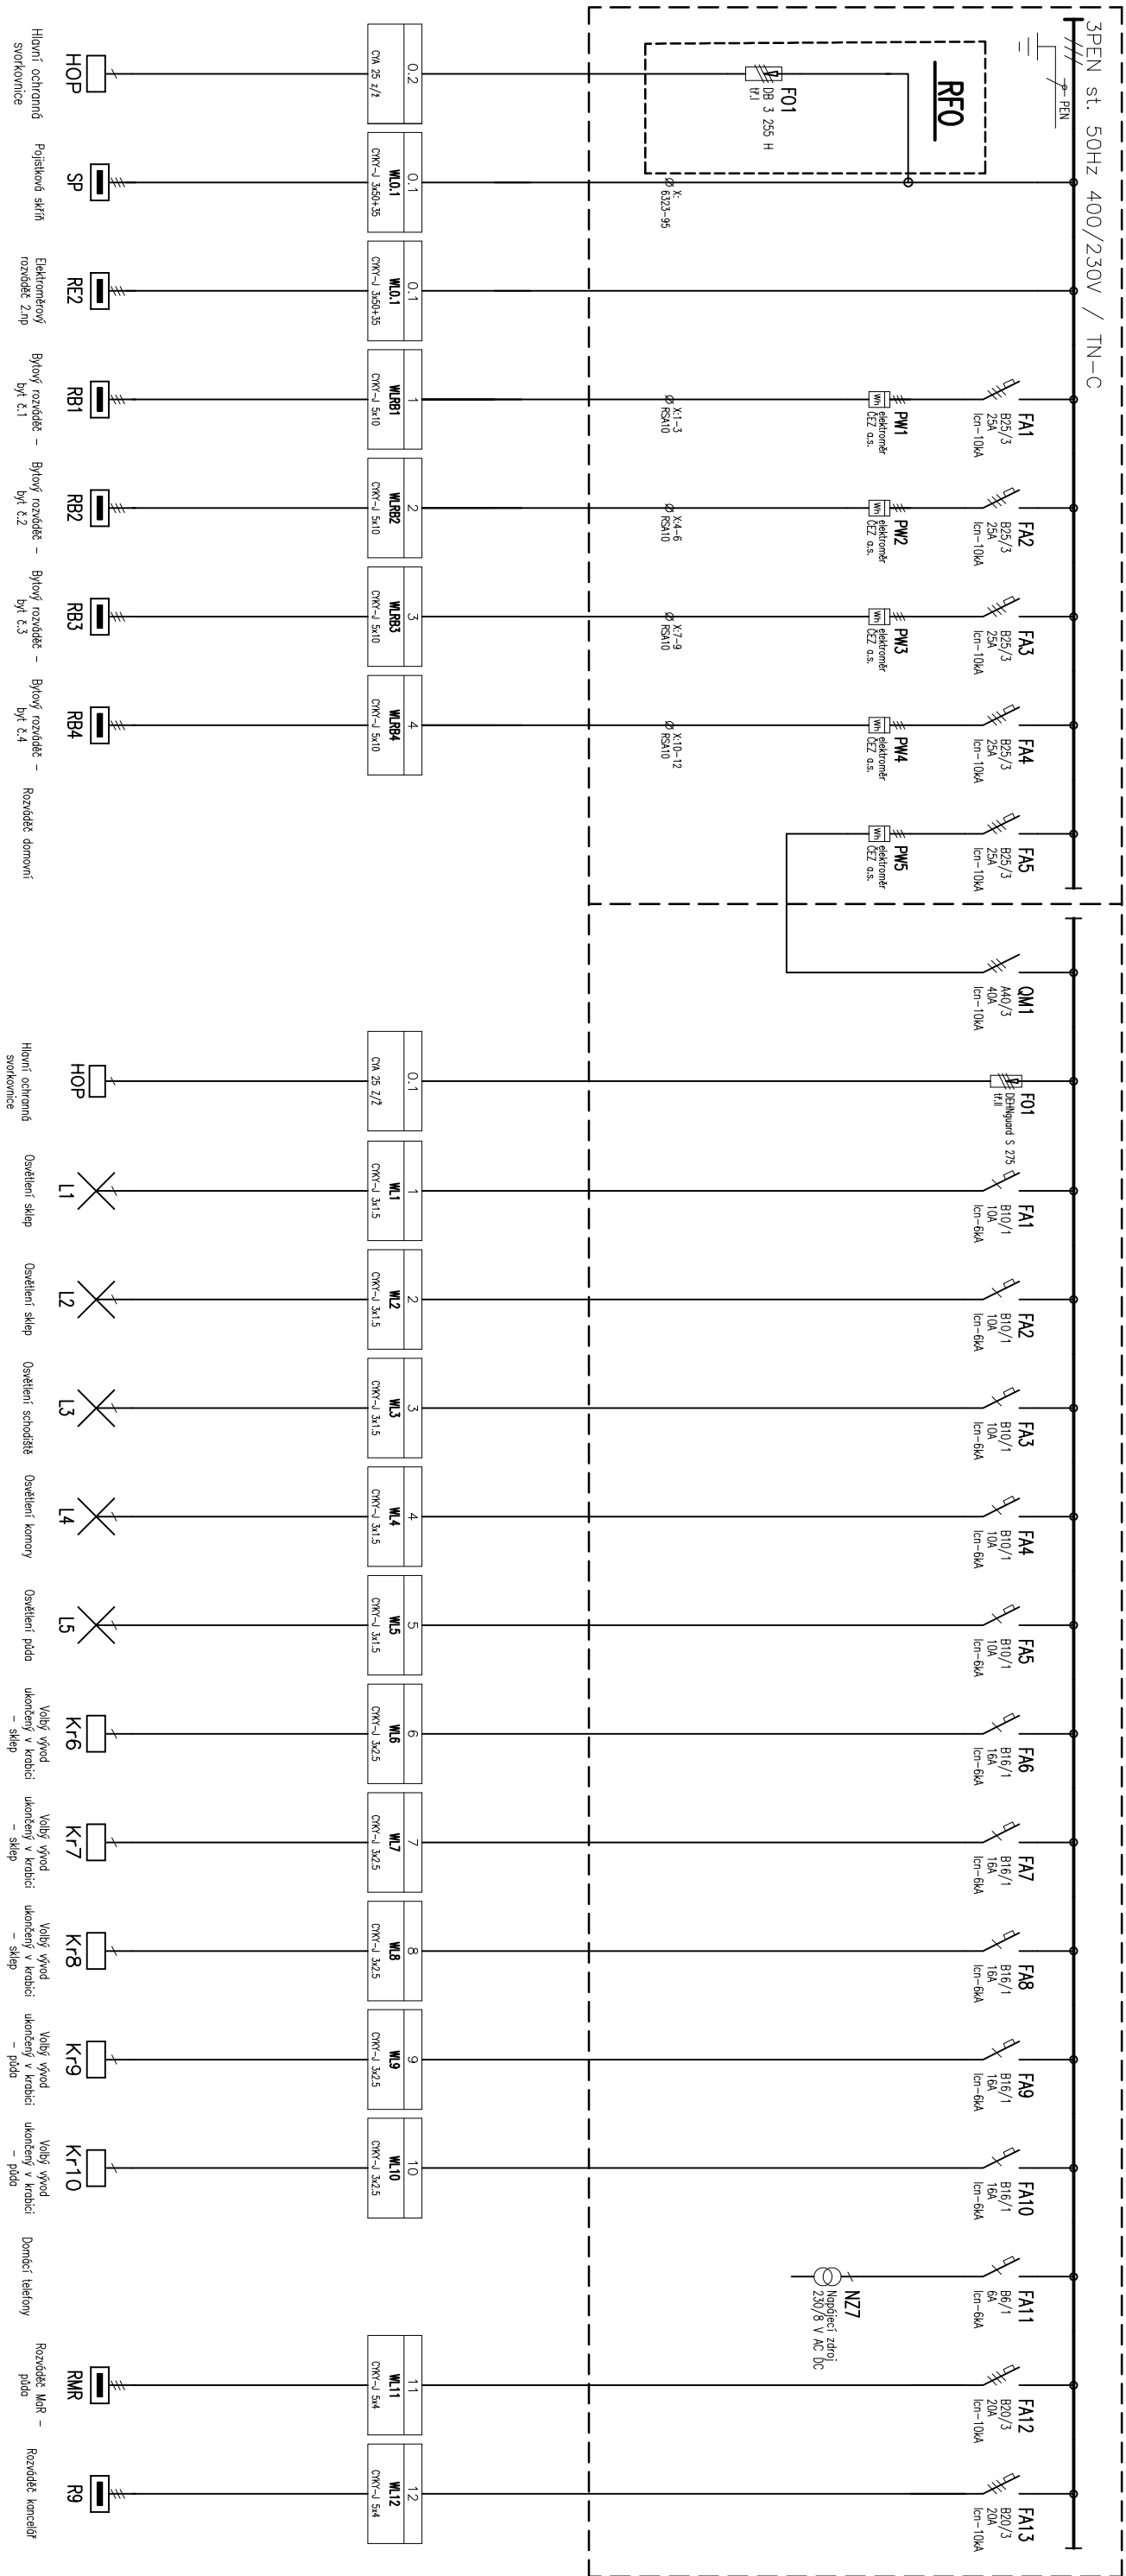 3PEN st. 50Hz 400/230V / TN-C
PEN
RFO
FO1
DB 3 255 H
tř.I
0.2
CYA 25 z/ž
HOP
Hlavní ochranná
svorkovnice
X:
6323-95
0.1
WL0.1
CYKY-J 3x50+35
SP
Pojistková skříň
0.1
WL0.1
CYKY-J 3x50+35
RE2
Elektroměrový
rozváděč 2.np
FA1
B25/3
25A
Icn-10kA
PW1
Wh
elektroměr
ČEZ a.s.
X:1-3
RSA10
1
WLRB1
CYKY-J 5x10
RB1
Bytový rozváděč -
byt č.1
FA2
B25/3
25A
Icn-10kA
PW2
Wh
elektroměr
ČEZ a.s.
X:4-6
RSA10
2
WLRB2
CYKY-J 5x10
RB2
Bytový rozváděč -
byt č.2
FA3
B25/3
25A
Icn-10kA
PW3
Wh
elektroměr
ČEZ a.s.
X:7-9
RSA10
3
WLRB3
CYKY-J 5x10
RB3
Bytový rozváděč -
byt č.3
FA4
B25/3
25A
Icn-10kA
PW4
Wh
elektroměr
ČEZ a.s.
X:10-12
RSA10
4
WLRB4
CYKY-J 5x10
RB4
Bytový rozváděč -
byt č.4
FA5
B25/3
25A
Icn-10kA
PW5
Wh
elektroměr
ČEZ a.s.
Rozváděč domovní
QM1
A40/3
40A
Icn-10kA
FO1
DEHNguard S 275
tř.II
0.1
CYA 25 Z/Ž
HOP
Hlavní ochranná
svorkovnice
FA1
B10/1
10A
Icn-6kA
1
WL1
CYKY-J 3x1.5
L1
Osvětlení sklep
FA2
B10/1
10A
Icn-6kA
2
WL2
CYKY-J 3x1.5
L2
Osvětlení sklep
FA3
B10/1
10A
Icn-6kA
3
WL3
CYKY-J 3x1.5
L3
Osvětlení schodiště
FA4
B10/1
10A
Icn-6kA
4
WL4
CYKY-J 3x1.5
L4
Osvětlení komory
FA5
B10/1
10A
Icn-6kA
5
WL5
CYKY-J 3x1.5
L5
Osvětlení půda
FA6
B16/1
16A
Icn-6kA
6
WL6
CYKY-J 3x2.5
Kr6
Volbý vývod
ukončený v krabici
- sklep
FA7
B16/1
16A
Icn-6kA
7
WL7
CYKY-J 3x2.5
Kr7
Volbý vývod
ukončený v krabici
- sklep
FA8
B16/1
16A
Icn-6kA
8
WL8
CYKY-J 3x2.5
Kr8
Volbý vývod
ukončený v krabici
- sklep
FA9
B16/1
16A
Icn-6kA
9
WL9
CYKY-J 3x2.5
Kr9
Volbý vývod
ukončený v krabici
- půda
FA10
B16/1
16A
Icn-6kA
10
WL10
CYKY-J 3x2.5
Kr10
Volbý vývod
ukončený v krabici
- půda
FA11
B6/1
6A
Icn-6kA
NZ7
Napájecí zdroj
230/8 V AC DC
Domácí telefony
FA12
B20/3
20A
Icn-10kA
11
WL11
CYKY-J 5x4
RMR
Rozváděč MaR -
půda
FA13
B20/3
20A
Icn-10kA
12
WL12
CYKY-J 5x4
R9
Rozváděč kancelář